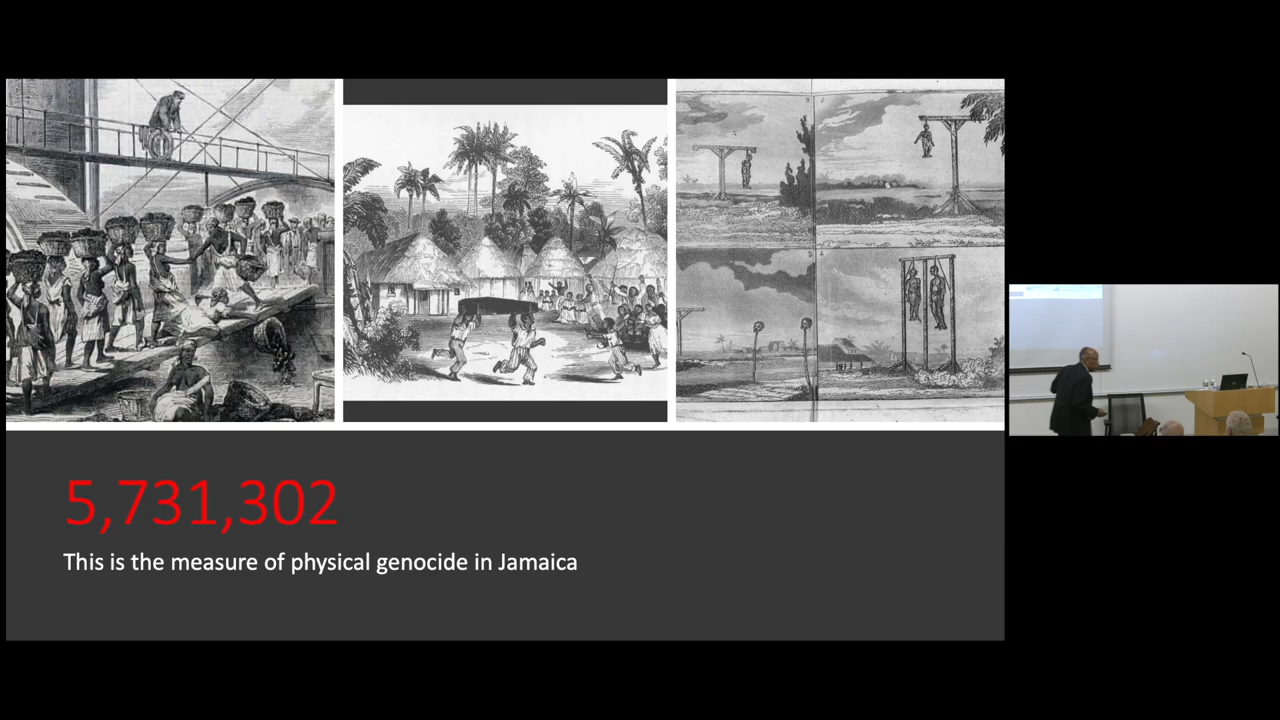 5,731,302
This is the measure of physical genocide in Jamaica